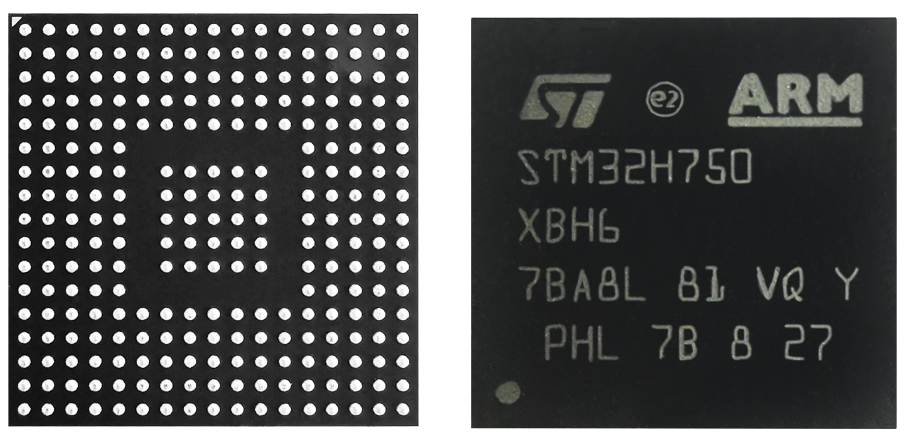 ST e2 ARM
STM32H750
XBH6
7BA8L 81 VQ Y
PHL 7B 8 27